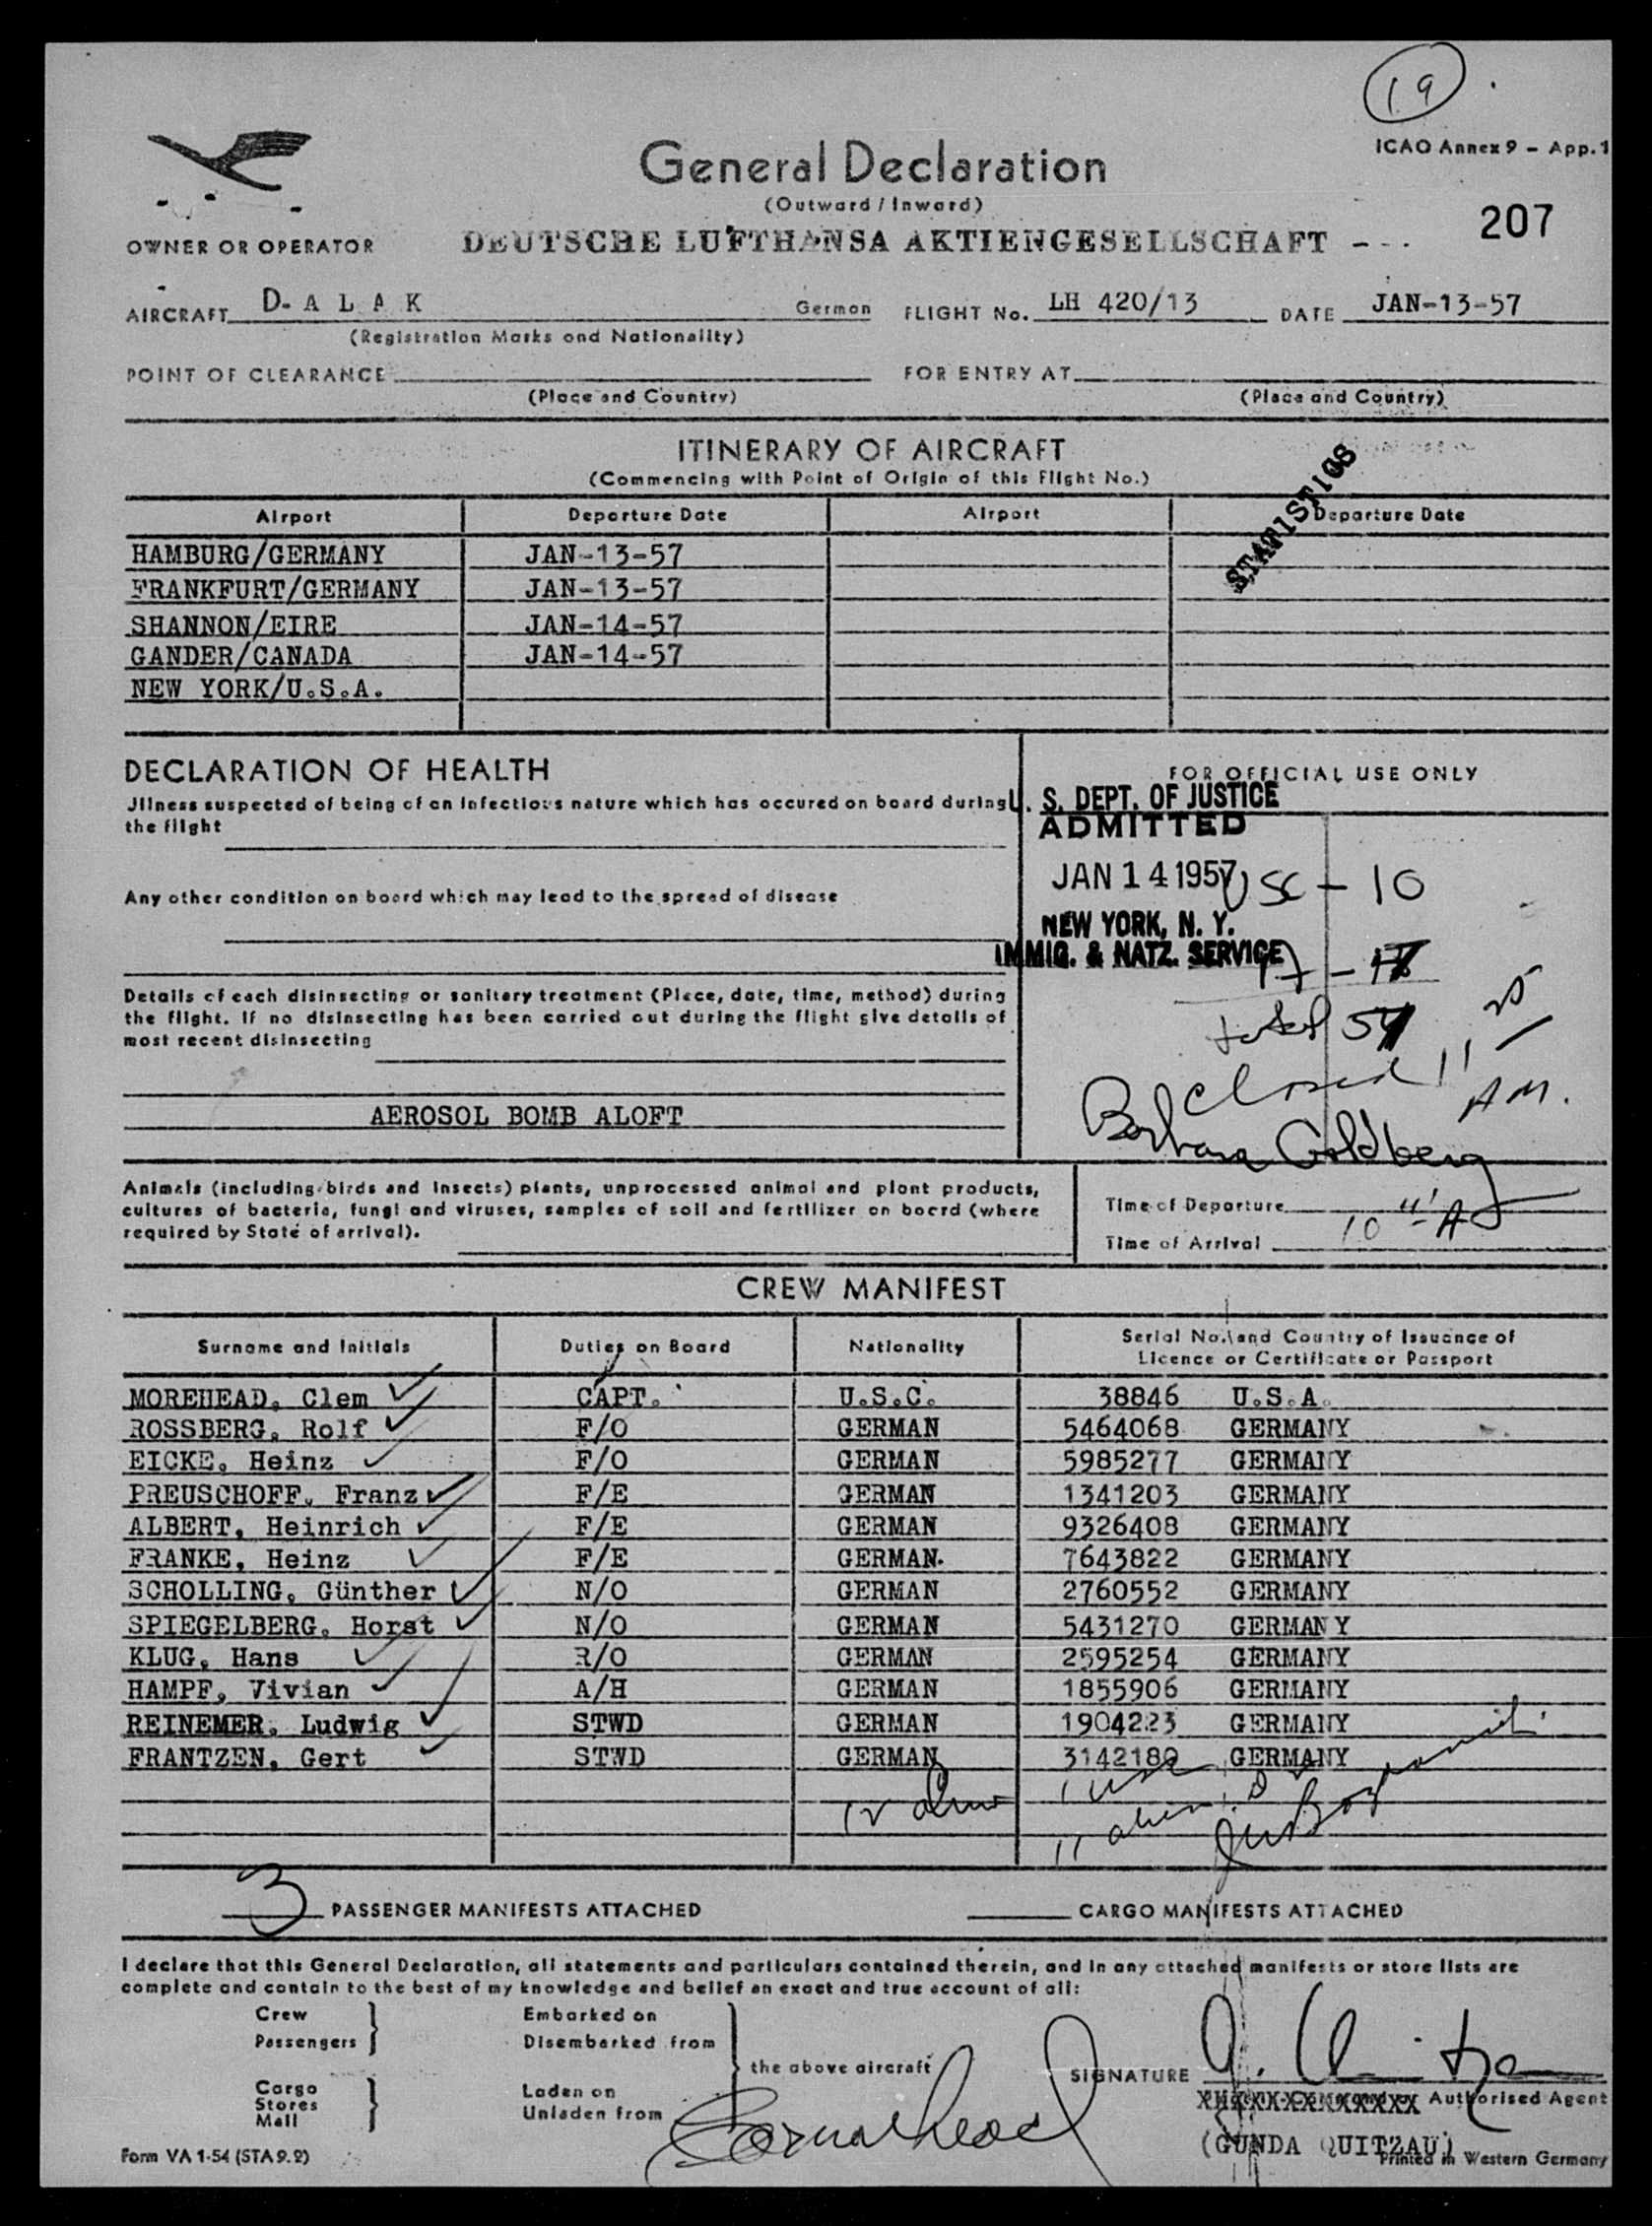 19
ICAO Annex 9 - App. 1
General Declaration
(Outward / Inward)
207
OWNER OR OPERATOR DEUTSCHE LUFTHANSA AKTIENGESELLSCHAFT - - -
AIRCRAFT D-ALAK German FLIGHT No. LH 420/13 DATE JAN-13-57
(Registration Marks and Nationality)
POINT OF CLEARANCE FOR ENTRY AT
(Place and Country) (Place and Country)
ITINERARY OF AIRCRAFT
(Commencing with Point of Origin of this Flight No.)
STATISTICS
Airport Departure Date Airport Departure Date
HAMBURG/GERMANY JAN-13-57
FRANKFURT/GERMANY JAN-13-57
SHANNON/EIRE JAN-14-57
GANDER/CANADA JAN-14-57
NEW YORK/U.S.A.
DECLARATION OF HEALTH
Illness suspected of being of an infectious nature which has occured on board during
the flight
Any other condition on board which may lead to the spread of disease
Details of each disinsecting or sanitary treatment (Place, date, time, method) during
the flight. If no disinsecting has been carried out during the flight give details of
most recent disinsecting
AEROSOL BOMB ALOFT
FOR OFFICIAL USE ONLY
U. S. DEPT. OF JUSTICE
ADMITTED
JAN 14 1957
USC - 10
NEW YORK, N. Y.
IMMIG. & NATZ. SERVICE
total
Closed 11 25 AM.
Barbara Goldberg
Animals (including birds and insects) plants, unprocessed animal and plant products,
cultures of bacteria, fungi and viruses, samples of soil and fertilizer on board (where
required by State of arrival).
Time of Departure
Time of Arrival 10 A
CREW MANIFEST
Surname and Initials Duties on Board Nationality Serial No. and Country of Issuance of
Licence or Certificate or Passport
MOREHEAD, Clem CAPT. U.S.C. 38846 U.S.A.
ROSSBERG, Rolf F/O GERMAN 5464068 GERMANY
EICKE, Heinz F/O GERMAN 5985277 GERMANY
PREUSCHOFF, Franz F/E GERMAN 1341203 GERMANY
ALBERT, Heinrich F/E GERMAN 9326408 GERMANY
FRANKE, Heinz F/E GERMAN. 7643822 GERMANY
SCHOLLING, Günther N/O GERMAN 2760552 GERMANY
SPIEGELBERG, Horst N/O GERMAN 5431270 GERMANY
KLUG, Hans R/O GERMAN 2595254 GERMANY
HAMPF, Vivian A/H GERMAN 1855906 GERMANY
REINEMER, Ludwig STWD GERMAN 1904223 GERMANY
FRANTZEN, Gert STWD GERMAN 3142180 GERMANY
1 usc
11 aliens
3 PASSENGER MANIFESTS ATTACHED CARGO MANIFESTS ATTACHED
I declare that this General Declaration, all statements and particulars contained therein, and in any attached manifests or store lists are
complete and contain to the best of my knowledge and belief an exact and true account of all:
Crew Embarked on
Passengers Disembarked from
the above aircraft
Cargo Laden on
Stores
Mail Unladen from
SIGNATURE
Authorised Agent
(GUNDA QUITZAU)
Form VA 1-54 (STA 9.2) Printed in Western Germany